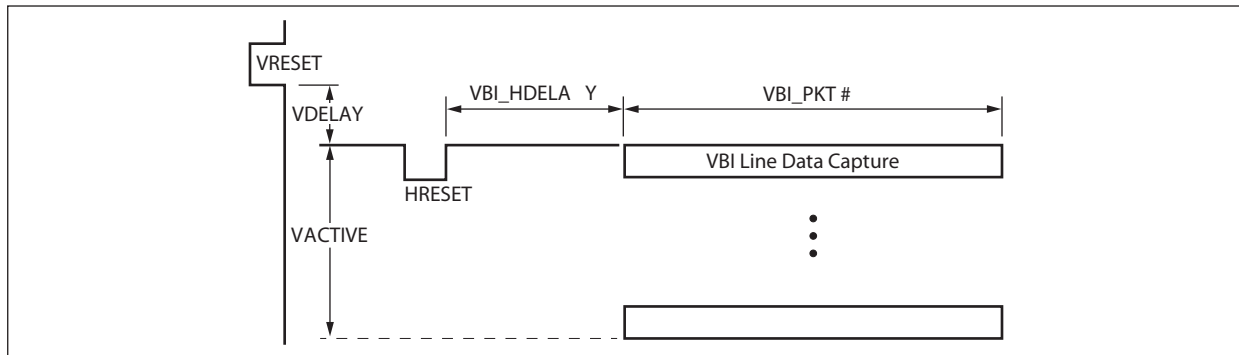 VRESET
VBI_HDELA Y
VBI_PKT #
VDELAY
VBI Line Data Capture
HRESET
VACTIVE